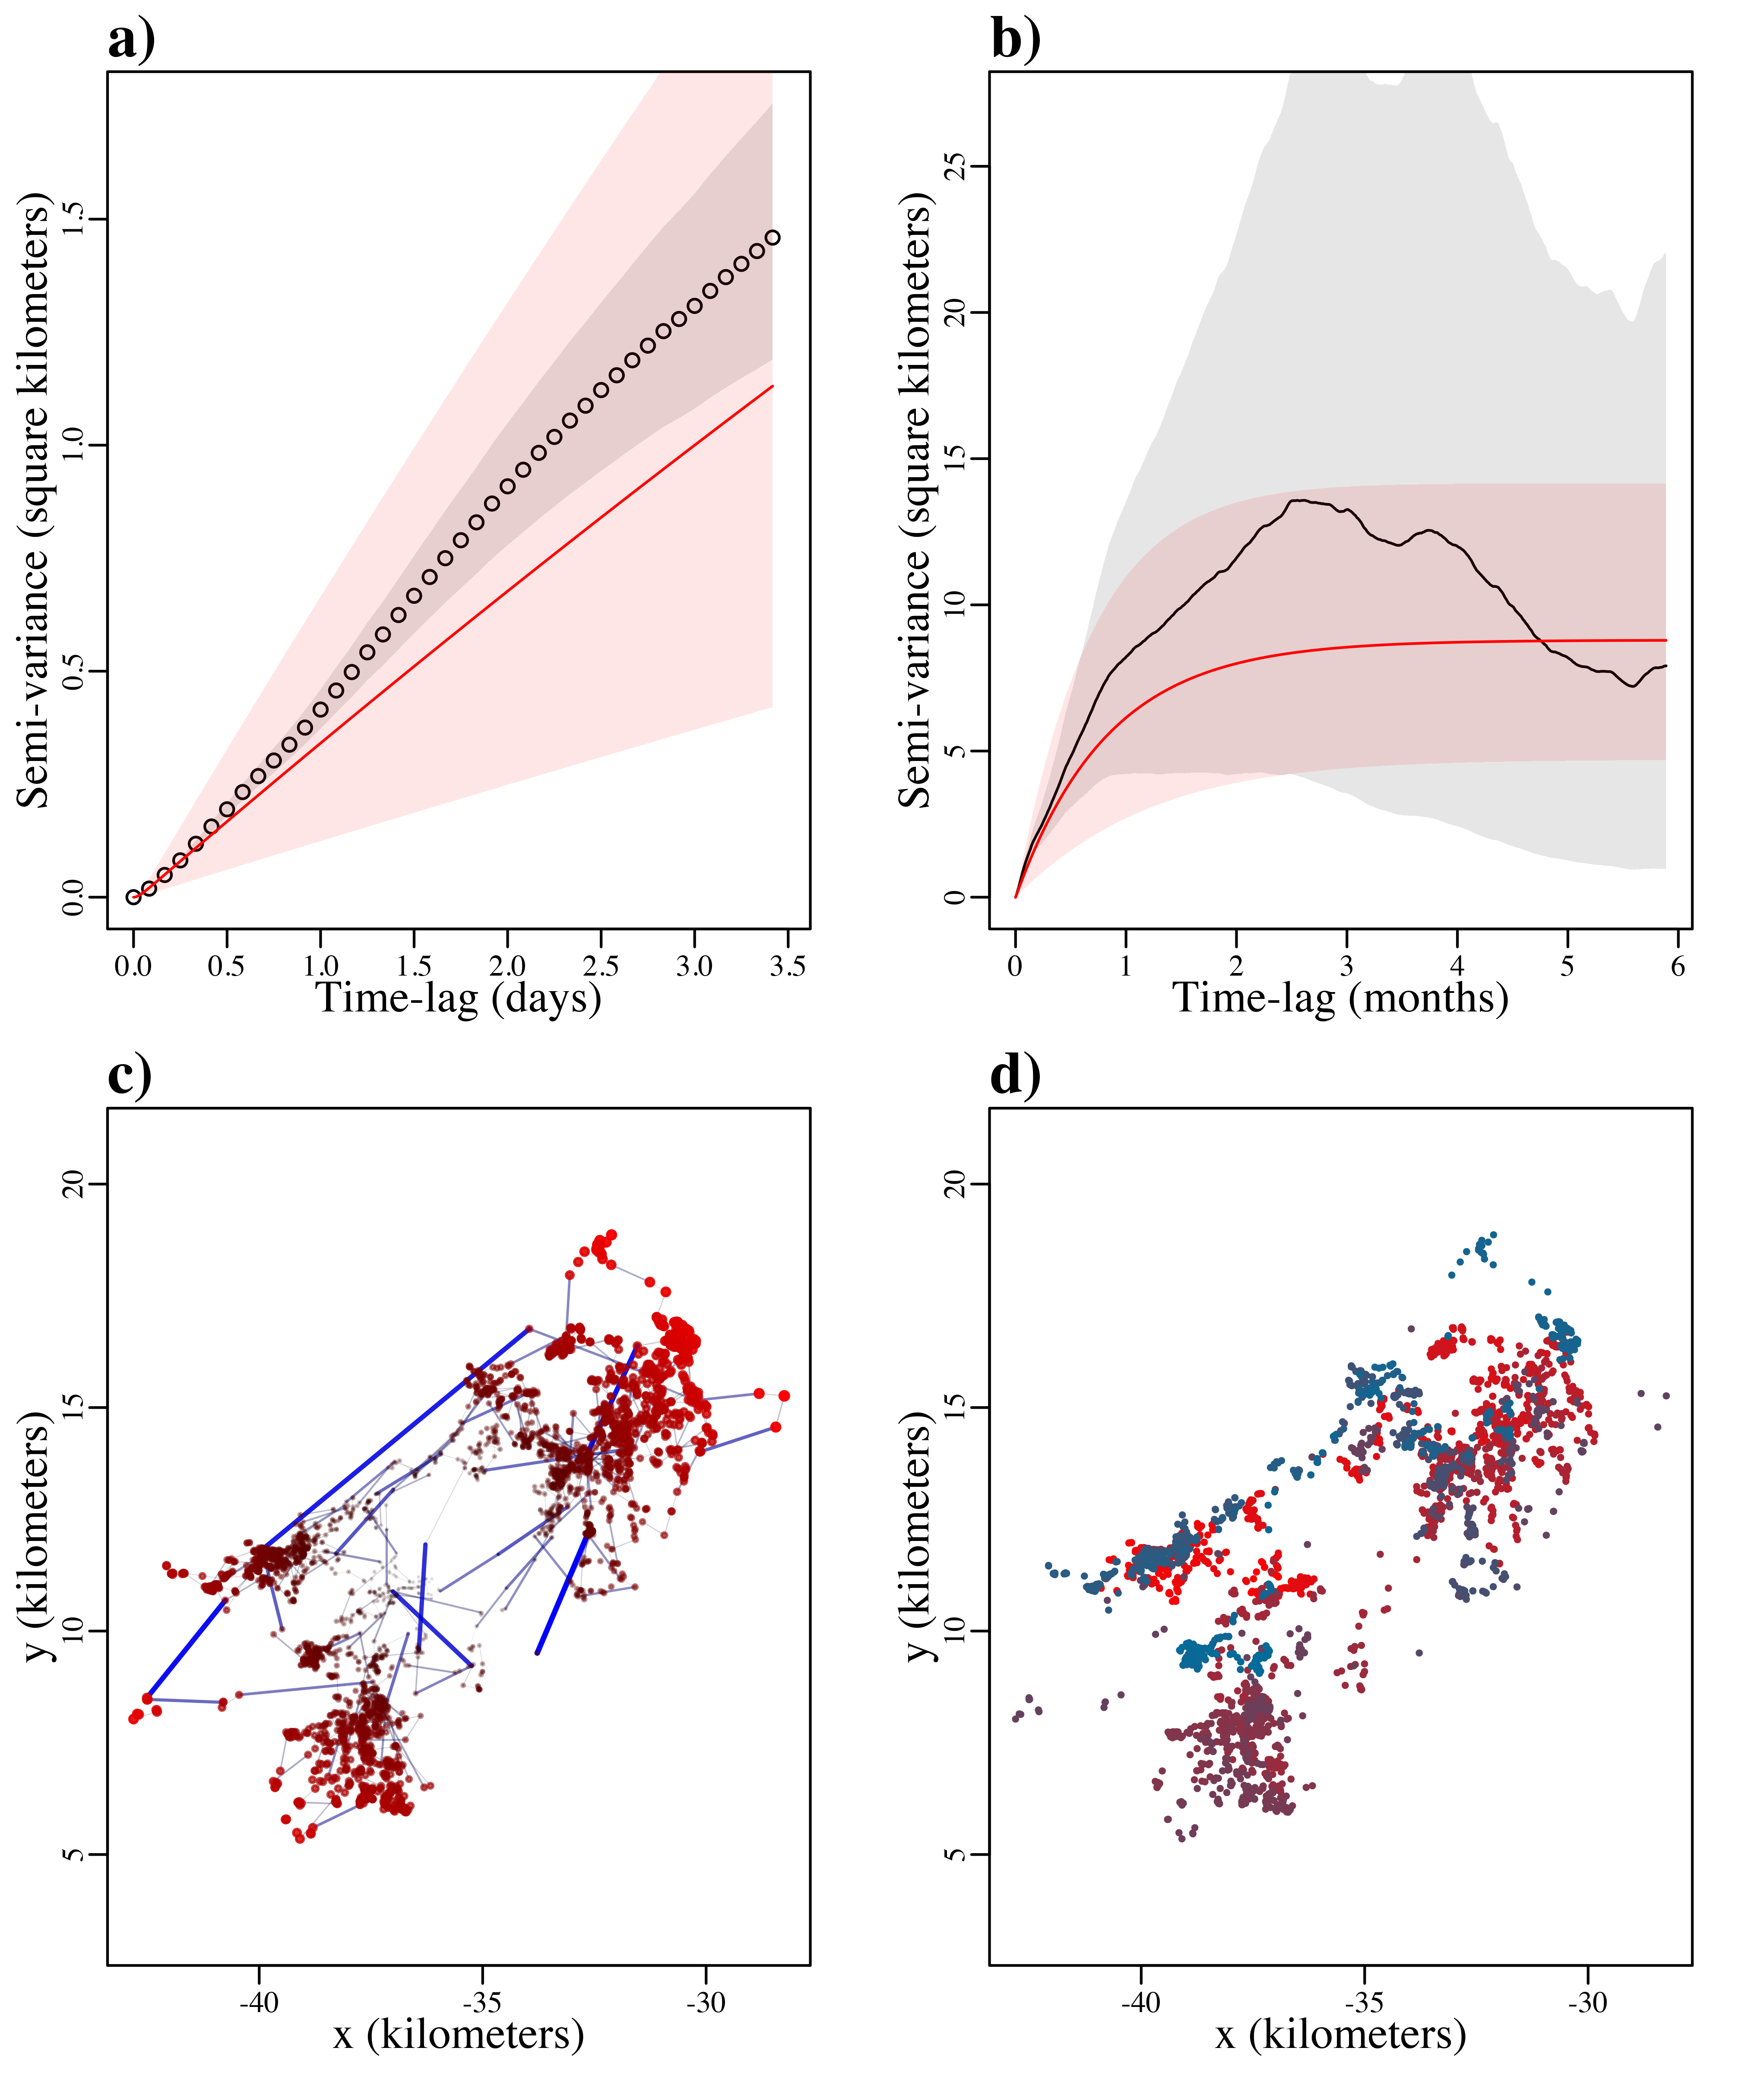 a)
Semi-variance (square kilometers)
0.0 0.5 1.0 1.5
0.0 0.5 1.0 1.5 2.0 2.5 3.0 3.5
Time-lag (days)
b)
Semi-variance (square kilometers)
0 5 10 15 20 25
0 1 2 3 4 5 6
Time-lag (months)
c)
y (kilometers)
5 10 15 20
-40 -35 -30
x (kilometers)
d)
y (kilometers)
5 10 15 20
-40 -35 -30
x (kilometers)